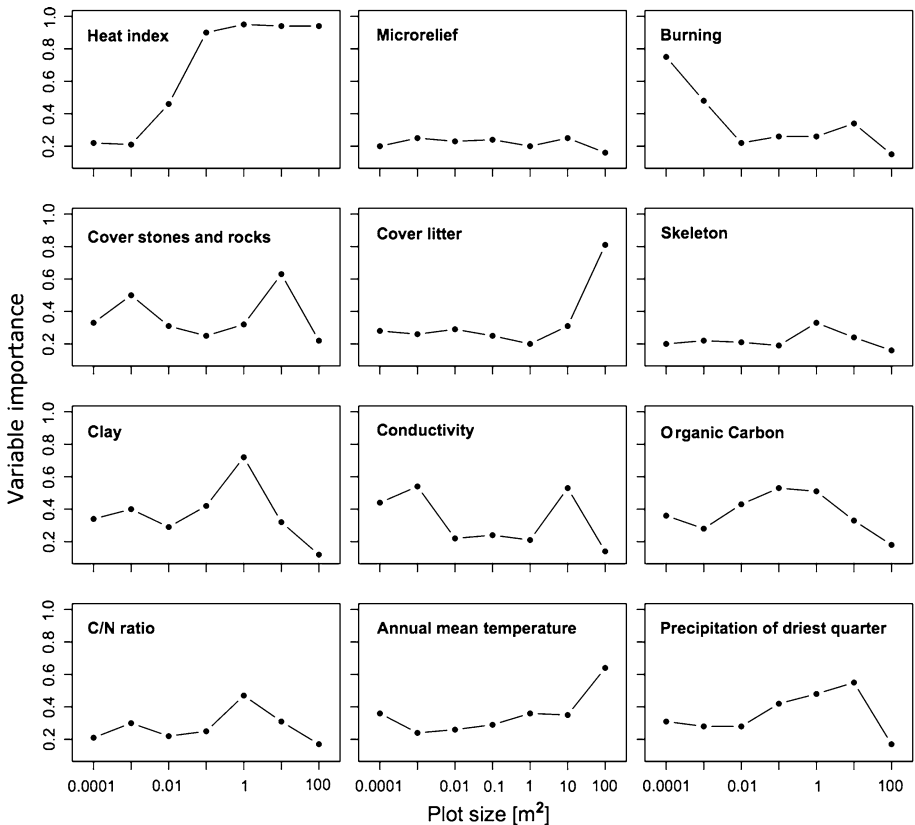 Heat index
Microrelief
Burning
0.2 0.4 0.6 0.8 1.0
Cover stones and rocks
Cover litter
Skeleton
0.2 0.4 0.6 0.8 1.0
Variable importance
Clay
Conductivity
Organic Carbon
0.2 0.4 0.6 0.8 1.0
C/N ratio
Annual mean temperature
Precipitation of driest quarter
0.2 0.4 0.6 0.8 1.0
0.0001 0.01 1 100
0.0001 0.01 0.1 1 10 100
0.0001 0.01 1 100
Plot size [m²]